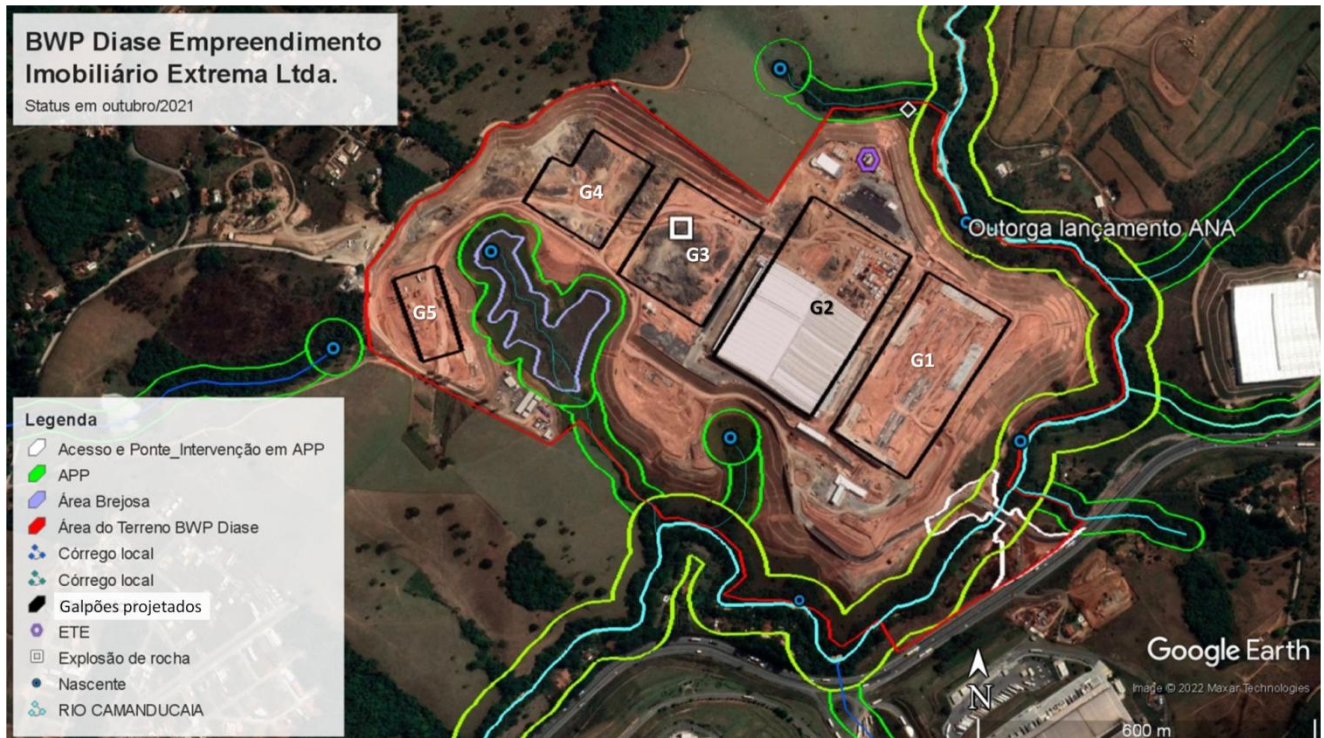 BWP Diase Empreendimento
Imobiliário Extrema Ltda.
Status em outubro/2021
G4
G3
Outorga lançamento ANA
G5
G2
G1
Legenda
Acesso e Ponte_Intervenção em APP
APP
Área Brejosa
Área do Terreno BWP Diase
Córrego local
Córrego local
Galpões projetados
ETE
Explosão de rocha
Nascente
RIO CAMANDUCAIA
Google Earth
Image © 2022 Maxar Technologies
N
600 m